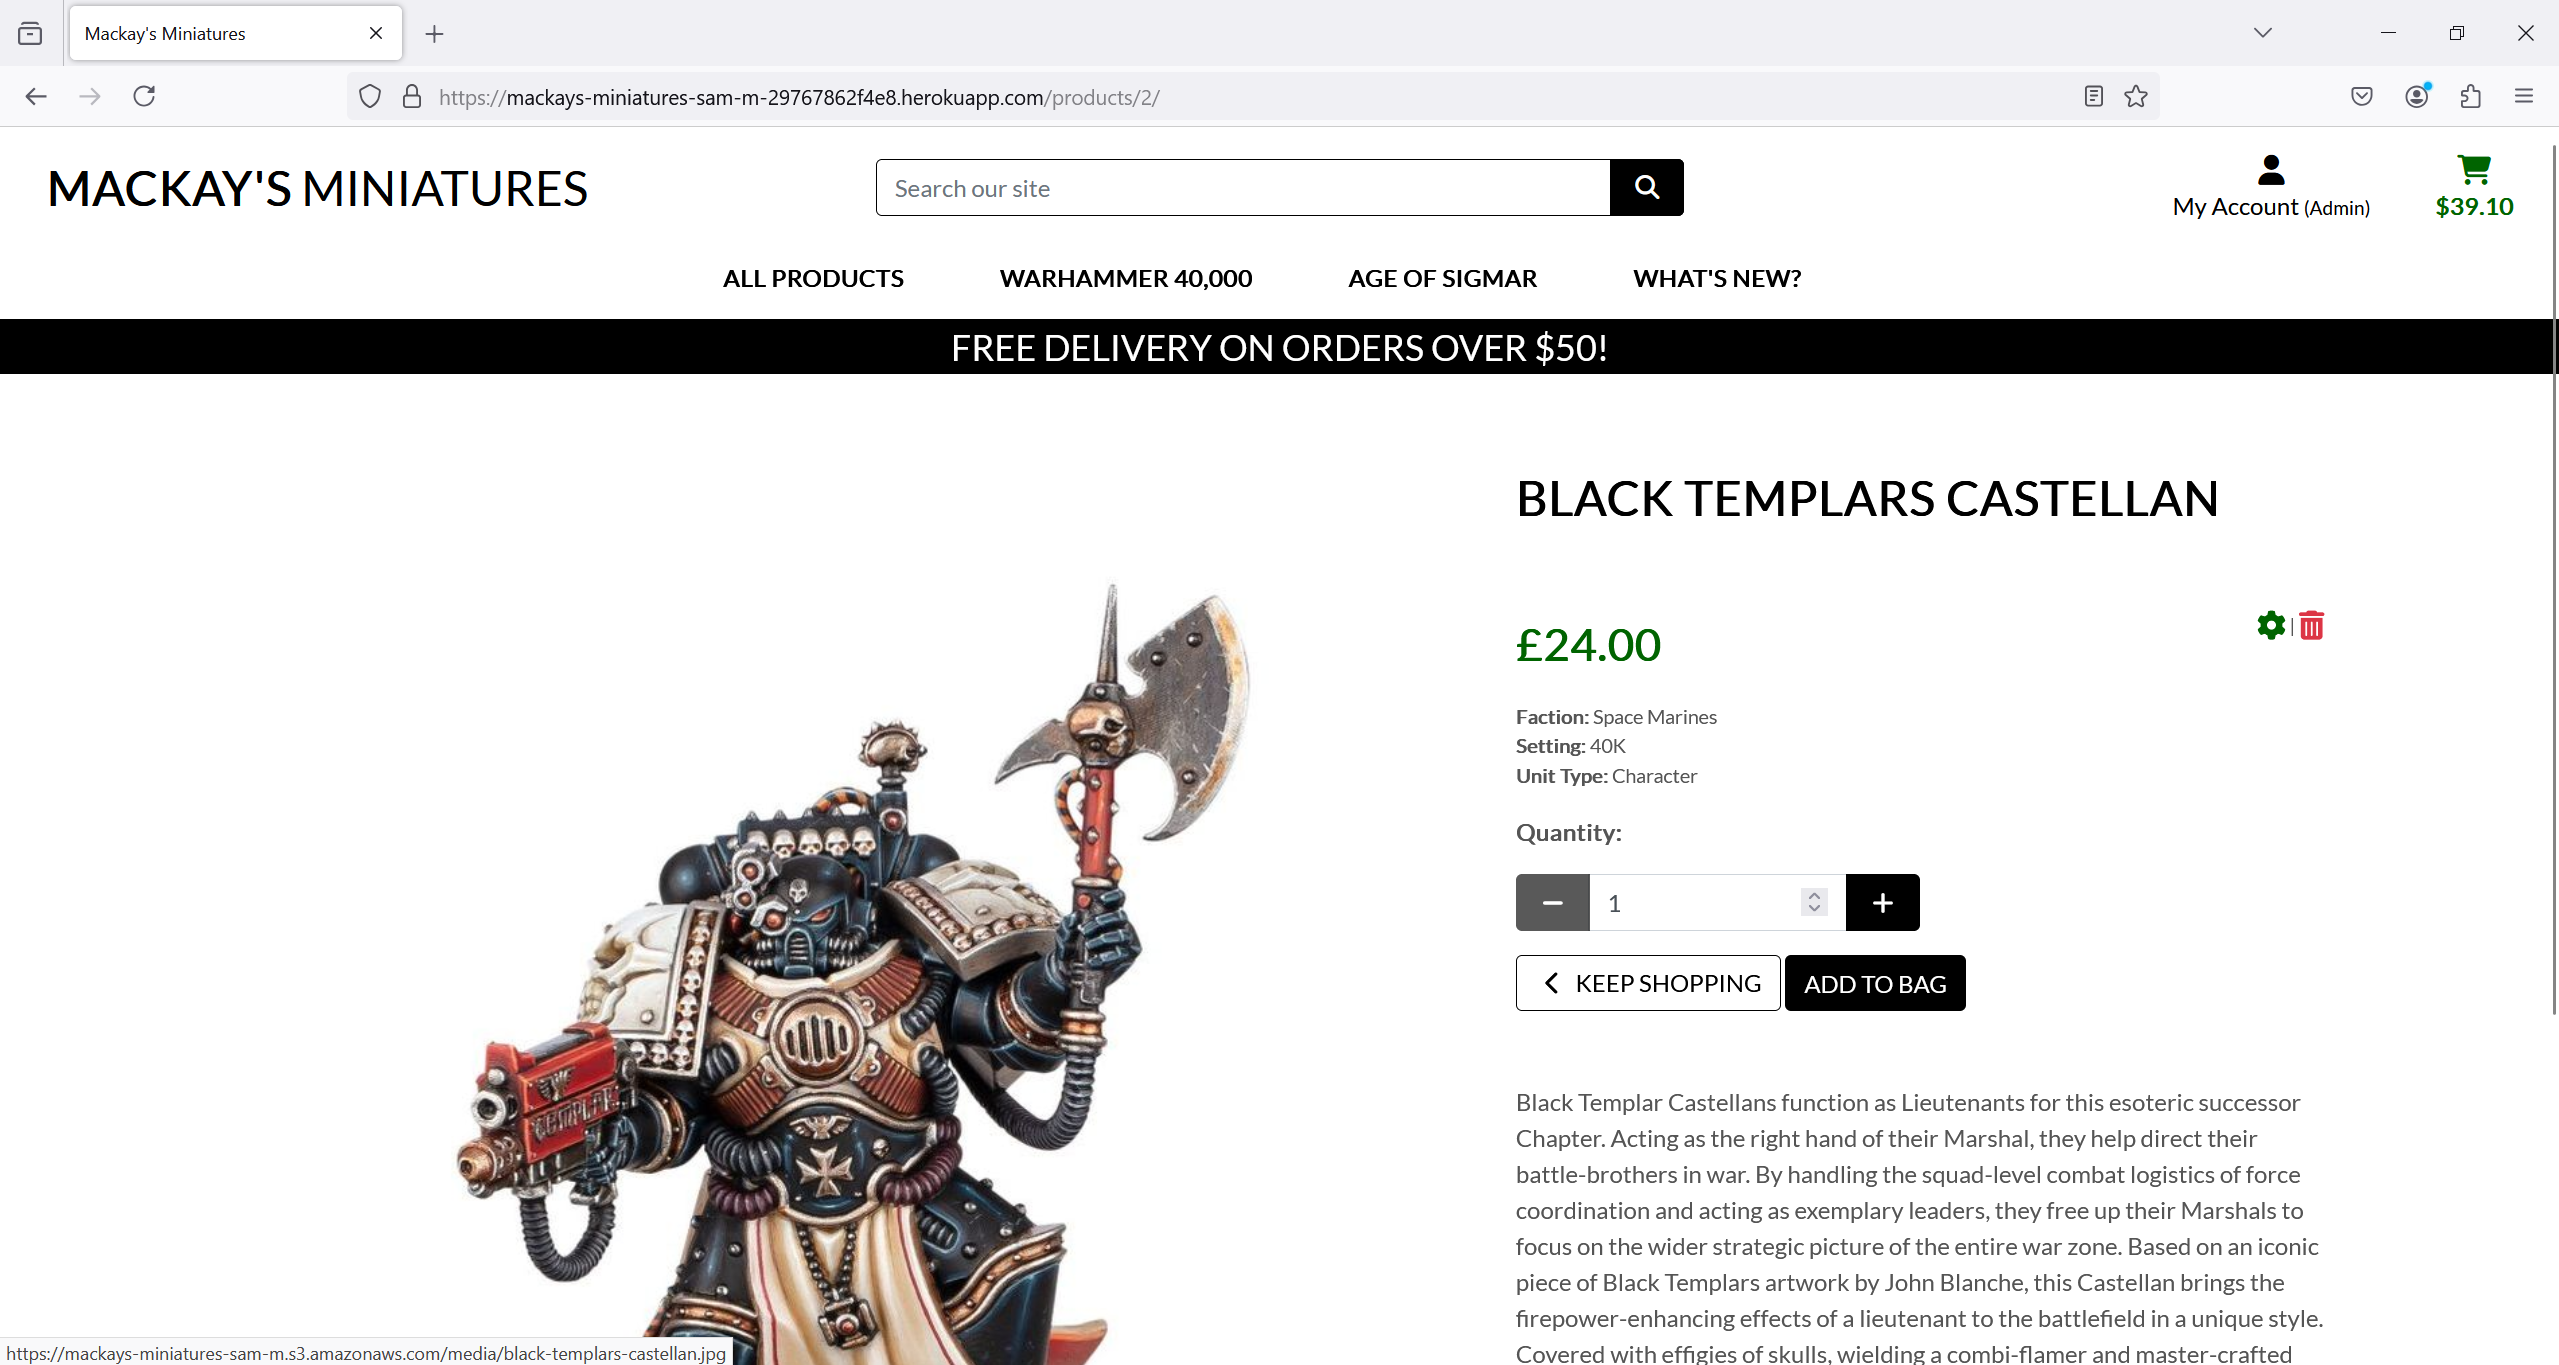 Mackay's Miniatures
https://mackays-miniatures-sam-m-29767862f4e8.herokuapp.com/products/2/
MACKAY'S MINIATURES
Search our site
My Account (Admin)
$39.10
ALL PRODUCTS WARHAMMER 40,000 AGE OF SIGMAR WHAT'S NEW?
FREE DELIVERY ON ORDERS OVER $50!
BLACK TEMPLARS CASTELLAN
£24.00
|
Faction: Space Marines
Setting: 40K
Unit Type: Character
Quantity:
1
KEEP SHOPPING
ADD TO BAG
Black Templar Castellans function as Lieutenants for this esoteric successor
Chapter. Acting as the right hand of their Marshal, they help direct their
battle-brothers in war. By handling the squad-level combat logistics of force
coordination and acting as exemplary leaders, they free up their Marshals to
focus on the wider strategic picture of the entire war zone. Based on an iconic
piece of Black Templars artwork by John Blanche, this Castellan brings the
firepower-enhancing effects of a lieutenant to the battlefield in a unique style.
Covered with effigies of skulls, wielding a combi-flamer and master-crafted
https://mackays-miniatures-sam-m.s3.amazonaws.com/media/black-templars-castellan.jpg